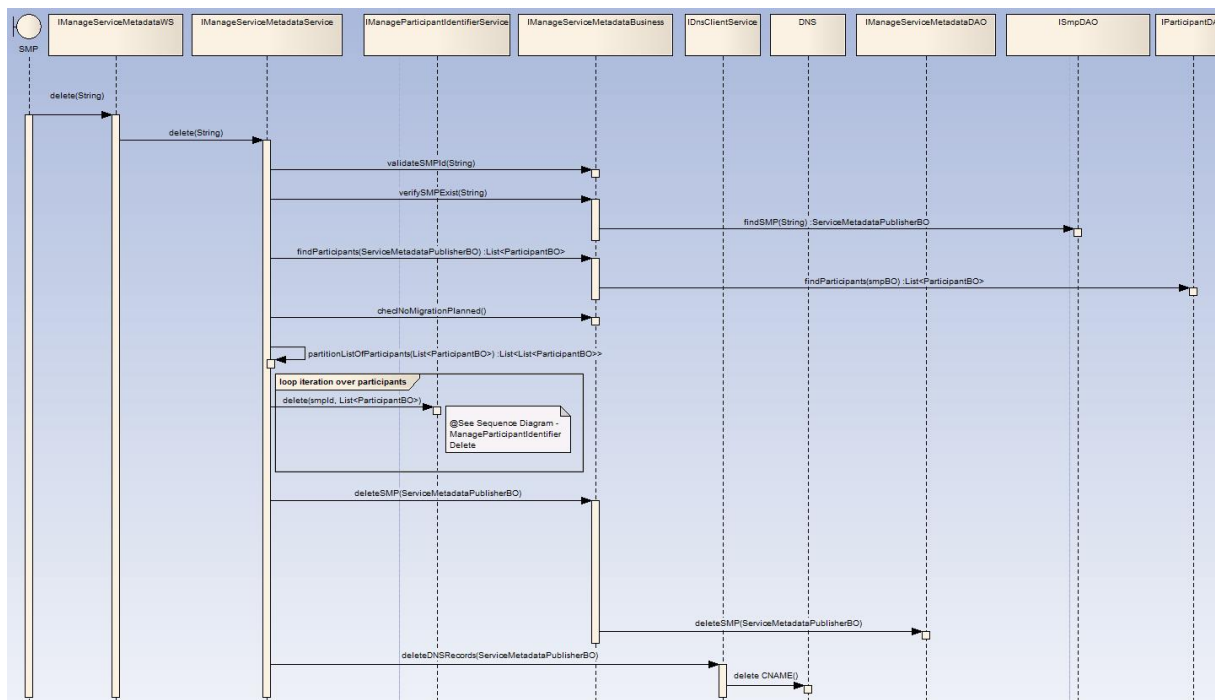 IManageServiceMetadataWS
IManageServiceMetadataService
IManageParticipantIdentifierService
IManageServiceMetadataBusiness
IDnsClientService
DNS
IManageServiceMetadataDAO
ISmpDAO
IParticipantDA
SMP
delete(String)
delete(String)
validateSMPId(String)
verifySMPExist(String)
findSMP(String) :ServiceMetadataPublisherBO
findParticipants(ServiceMetadataPublisherBO) :List<ParticipantBO>
findParticipants(smpBO) :List<ParticipantBO>
checlNoMigrationPlanned()
partitionListOfParticipants(List<ParticipantBO>) :List<List<ParticipantBO>>
loop iteration over participants
delete(smpId, List<ParticipantBO>)
@See Sequence Diagram -
ManageParticipantIdentifier
Delete
deleteSMP(ServiceMetadataPublisherBO)
deleteSMP(ServiceMetadataPublisherBO)
deleteDNSRecords(ServiceMetadataPublisherBO)
delete CNAME()